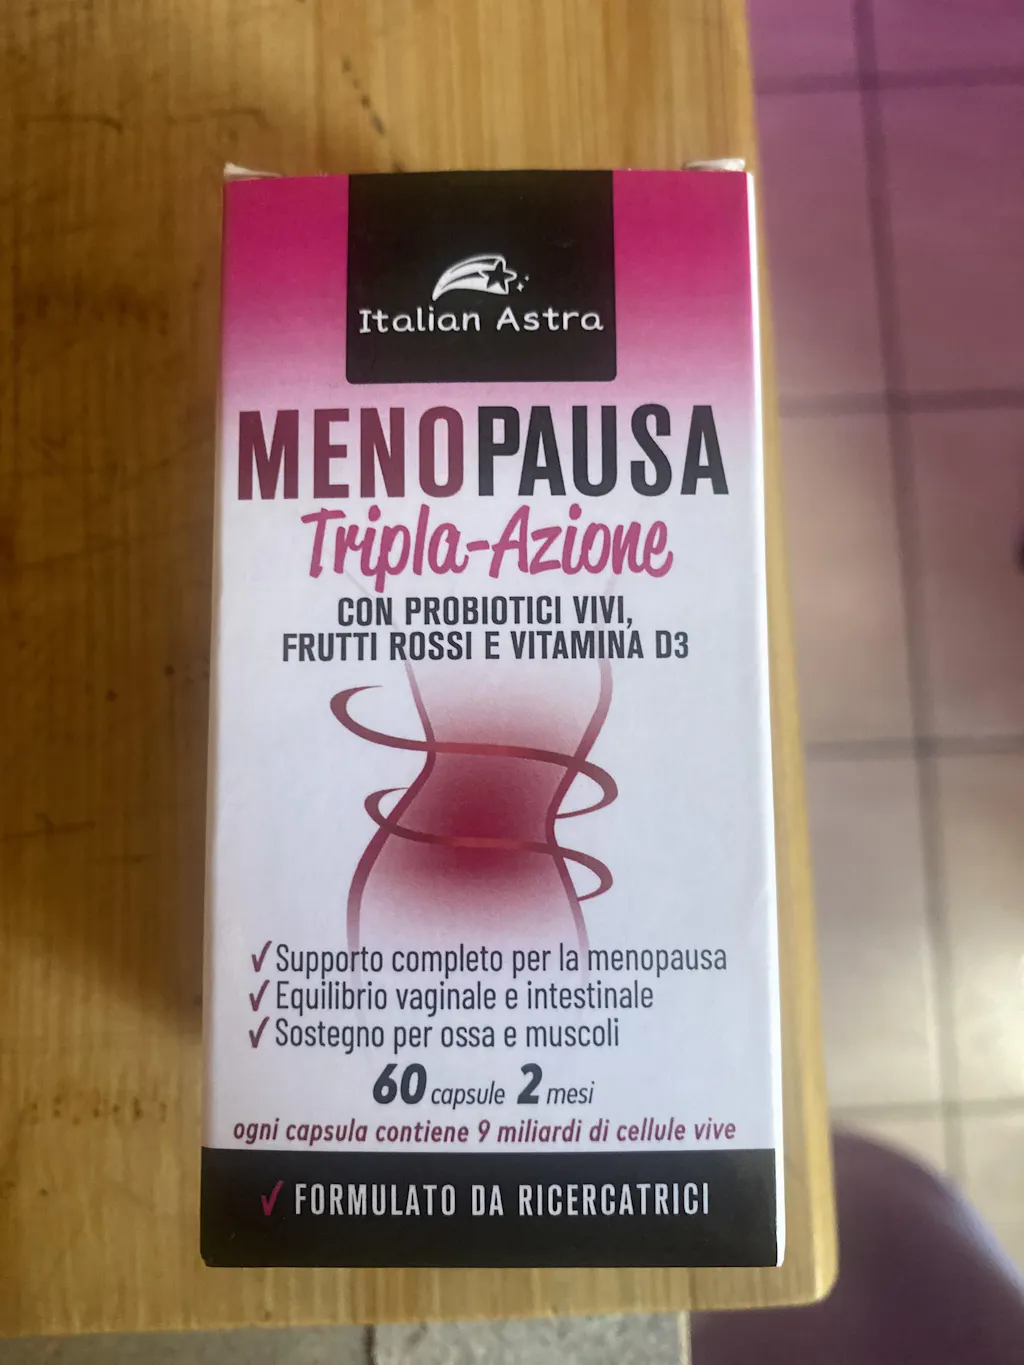 Italian Astra
MENOPAUSA
Tripla-Azione
CON PROBIOTICI VIVI,
FRUTTI ROSSI E VITAMINA D3
✓ Supporto completo per la menopausa
✓ Equilibrio vaginale e intestinale
✓ Sostegno per ossa e muscoli
60 capsule 2 mesi
ogni capsula contiene 9 miliardi di cellule vive
✓ FORMULATO DA RICERCATRICI